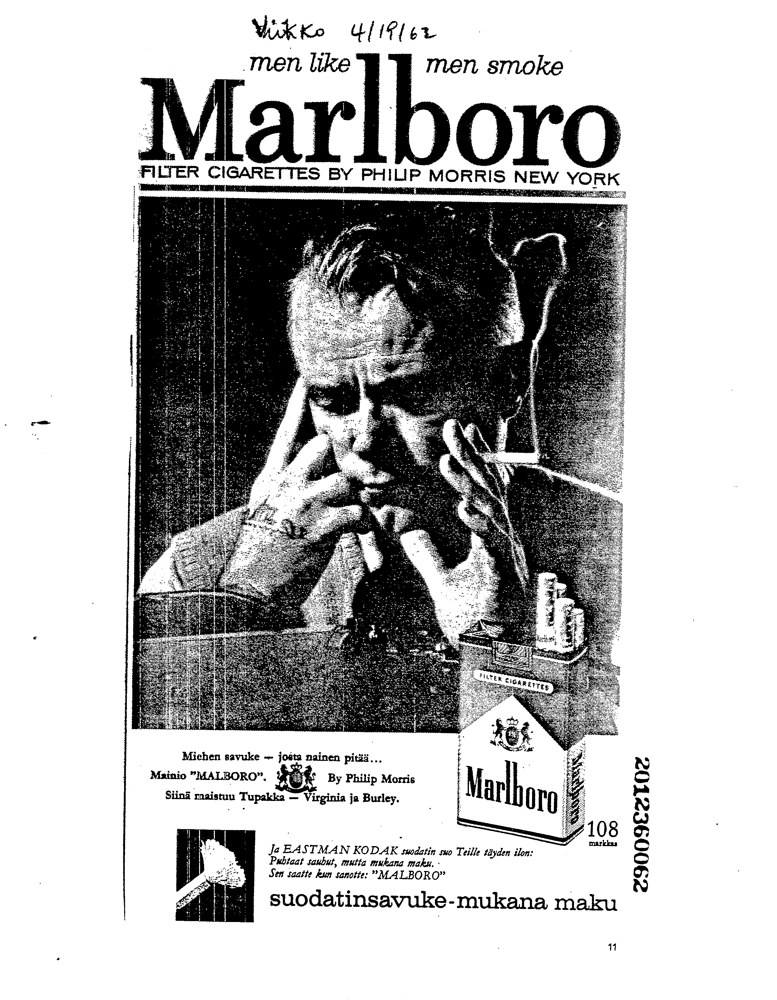 Viikko 4/19/62
men like men smoke
Marlboro
FILTER CIGARETTES BY PHILIP MORRIS NEW YORK
FILTER CIGARETTES
Marlboro
Marlboro
Miehen savuke — josta nainen pitää...
Mainio "MALBORO". By Philip Morris
Siinä maistuu Tupakka — Virginia ja Burley.
108
markkaa
Ja EASTMAN KODAK suodatin suo Teille täyden ilon:
Puhtaat sauhut, mutta mukana maku.
Sen saatte kun sanotte: "MALBORO"
suodatinsavuke-mukana maku
2012360062
11